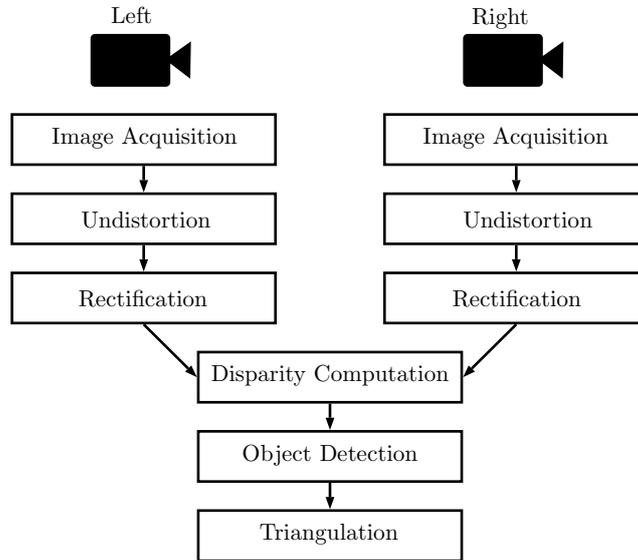 Left
Right
Image Acquisition
Image Acquisition
Undistortion
Undistortion
Rectification
Rectification
Disparity Computation
Object Detection
Triangulation